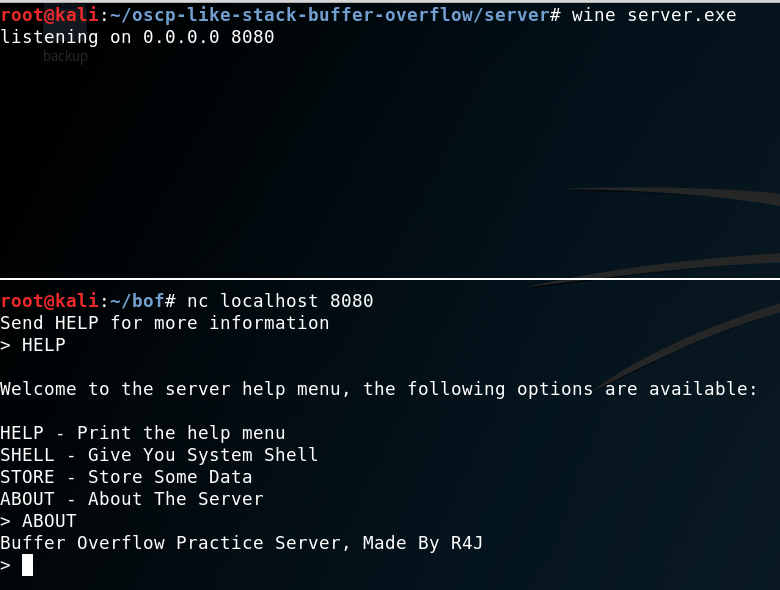 root@kali:~/oscp-like-stack-buffer-overflow/server# wine server.exe
listening on 0.0.0.0 8080
backup
root@kali:~/bof# nc localhost 8080
Send HELP for more information
> HELP
Welcome to the server help menu, the following options are available:
HELP - Print the help menu
SHELL - Give You System Shell
STORE - Store Some Data
ABOUT - About The Server
> ABOUT
Buffer Overflow Practice Server, Made By R4J
>